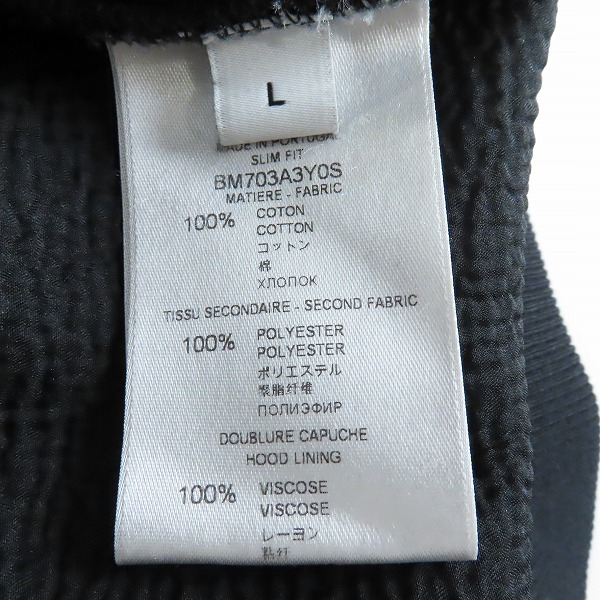 L
MADE IN PORTUGAL
SLIM FIT
BM703A3Y0S
MATIERE - FABRIC
100% COTON
COTTON
コットン
棉
ХЛОПОК
TISSU SECONDAIRE - SECOND FABRIC
100% POLYESTER
POLYESTER
ポリエステル
聚脂纤维
ПОЛИЭФИР
DOUBLURE CAPUCHE
HOOD LINING
100% VISCOSE
VISCOSE
レーヨン
黏纤